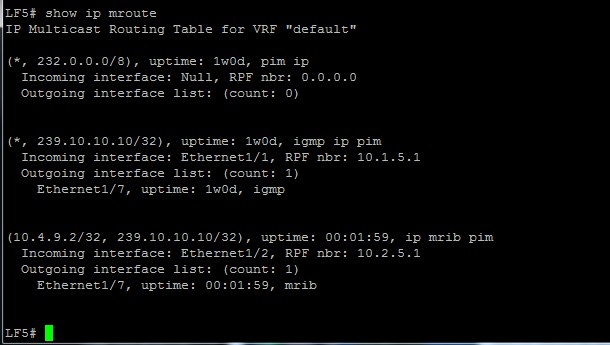 LF5# show ip mroute
IP Multicast Routing Table for VRF "default"
(*, 232.0.0.0/8), uptime: 1w0d, pim ip
Incoming interface: Null, RPF nbr: 0.0.0.0
Outgoing interface list: (count: 0)
(*, 239.10.10.10/32), uptime: 1w0d, igmp ip pim
Incoming interface: Ethernet1/1, RPF nbr: 10.1.5.1
Outgoing interface list: (count: 1)
Ethernet1/7, uptime: 1w0d, igmp
(10.4.9.2/32, 239.10.10.10/32), uptime: 00:01:59, ip mrib pim
Incoming interface: Ethernet1/2, RPF nbr: 10.2.5.1
Outgoing interface list: (count: 1)
Ethernet1/7, uptime: 00:01:59, mrib
LF5#